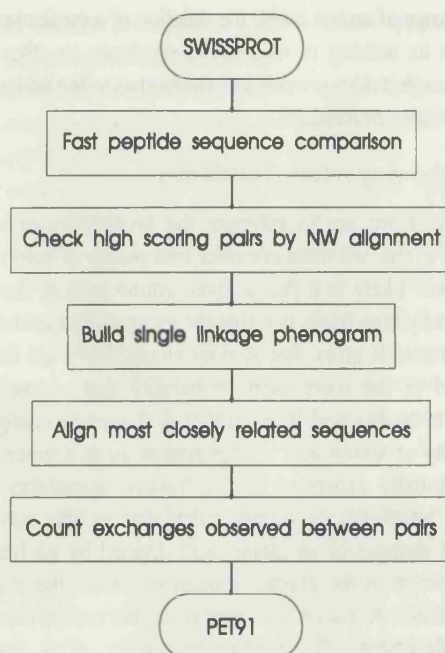 SWISSPROT
Fast peptide sequence comparison
Check high scoring pairs by NW alignment
Build single linkage phenogram
Align most closely related sequences
Count exchanges observed between pairs
PET91